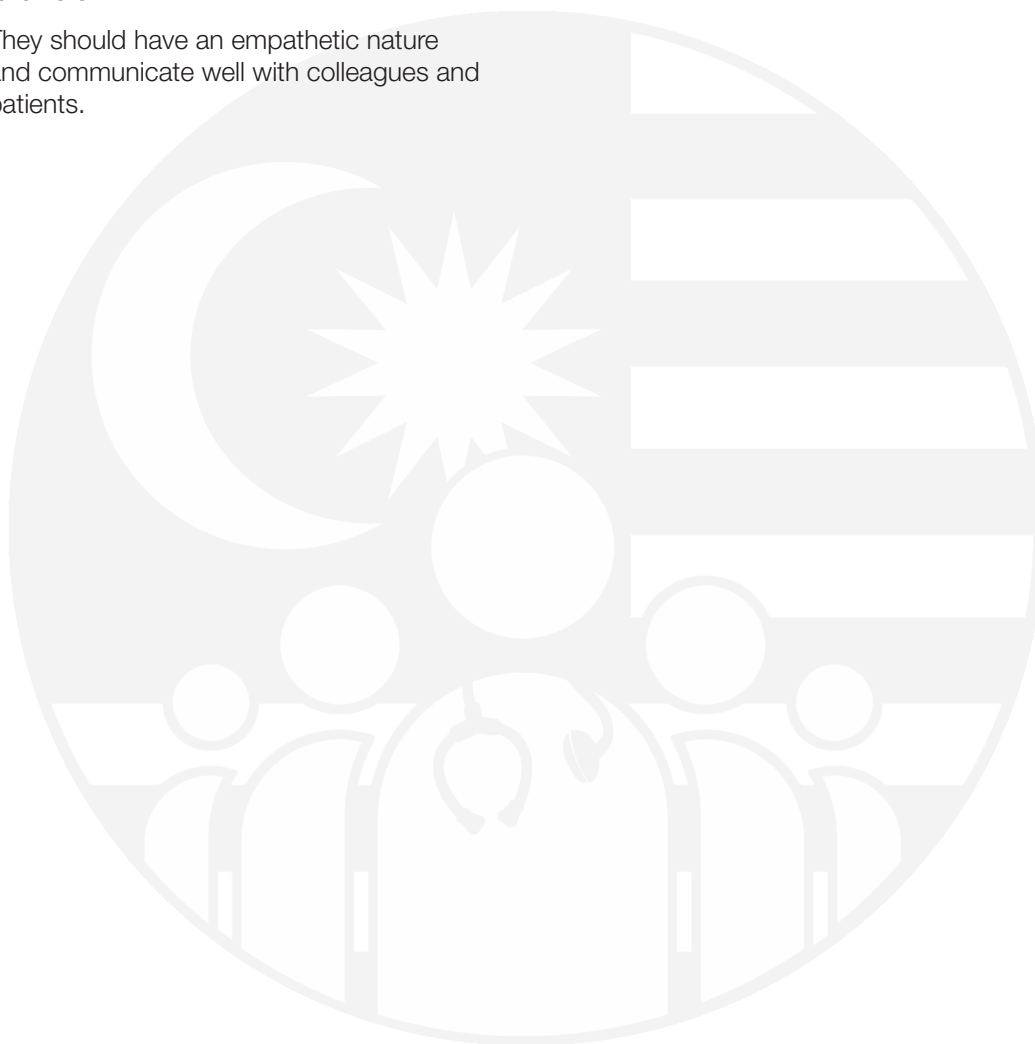 They should have an empathetic nature
and communicate well with colleagues and
patients.